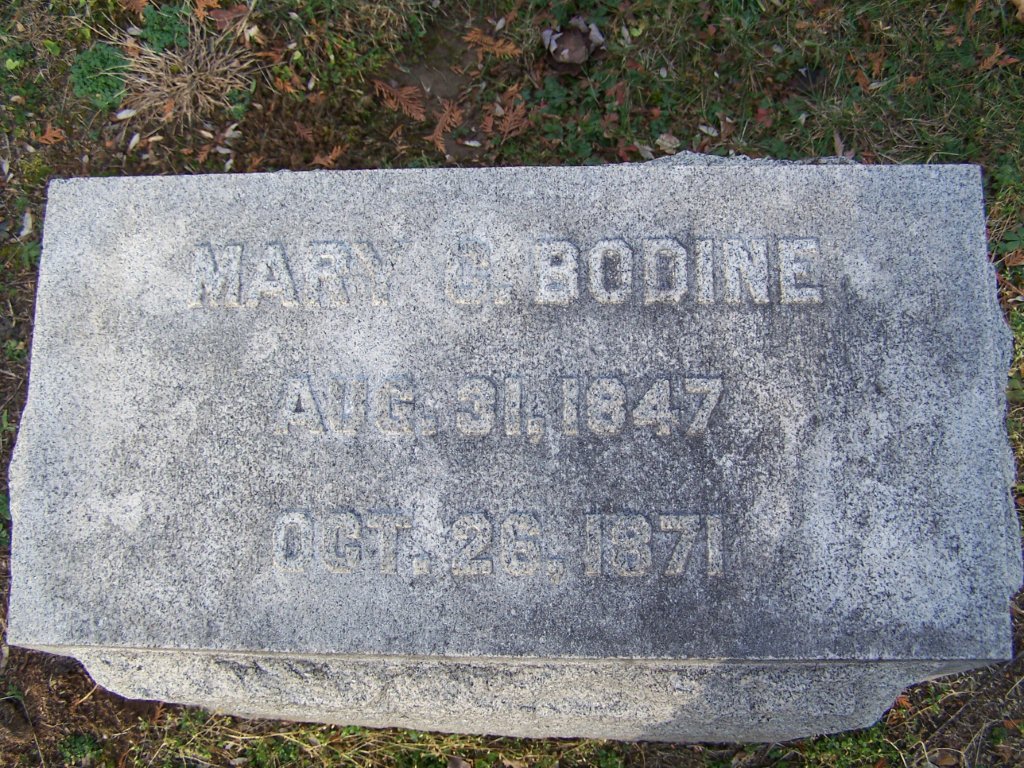 MARY C. BODINE
AUG. 31, 1847
OCT. 26, 1871